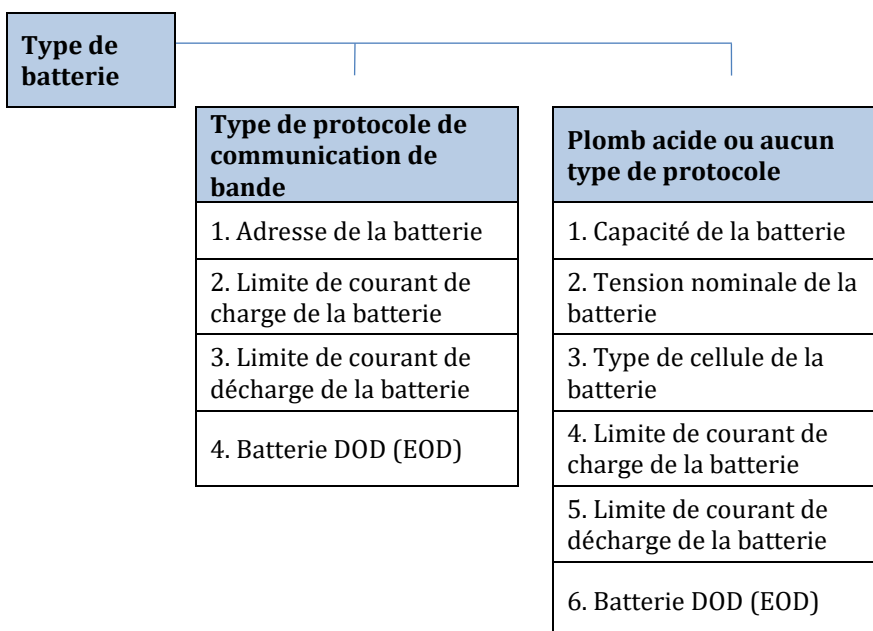 Type de
batterie
Type de protocole de
communication de
bande
1. Adresse de la batterie
2. Limite de courant de
charge de la batterie
3. Limite de courant de
décharge de la batterie
4. Batterie DOD (EOD)
Plomb acide ou aucun
type de protocole
1. Capacité de la batterie
2. Tension nominale de la
batterie
3. Type de cellule de la
batterie
4. Limite de courant de
charge de la batterie
5. Limite de courant de
décharge de la batterie
6. Batterie DOD (EOD)